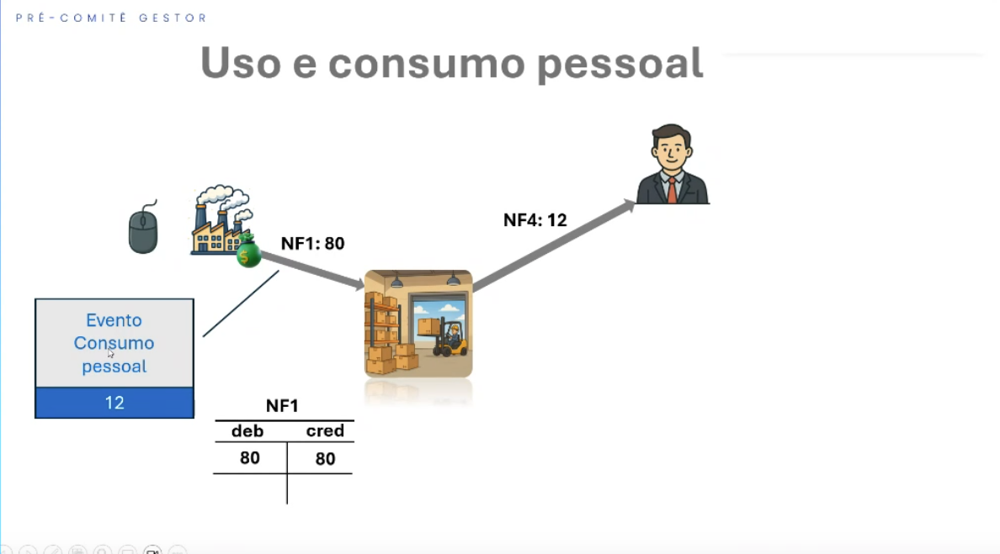 PRÉ-COMITÊ GESTOR
Uso e consumo pessoal
NF4: 12
NF1: 80
Evento
Consumo
pessoal
12
NF1
deb cred
80 80